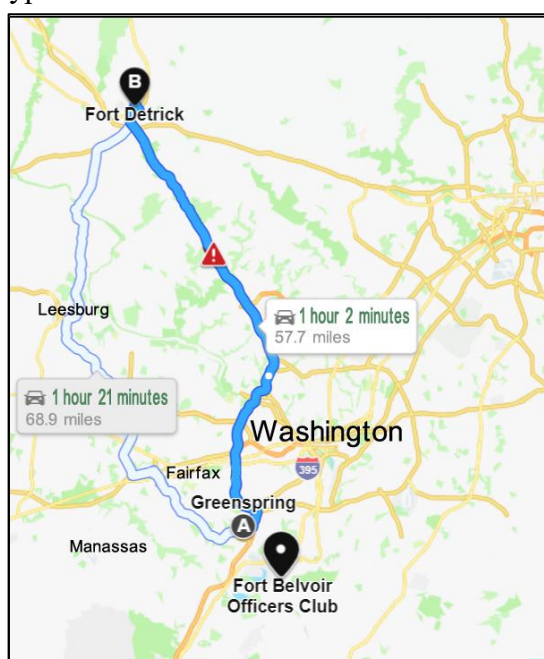 B
Fort Detrick
Leesburg
1 hour 2 minutes
57.7 miles
1 hour 21 minutes
68.9 miles
Washington
395
Fairfax
Greenspring
A
Manassas
Fort Belvoir
Officers Club